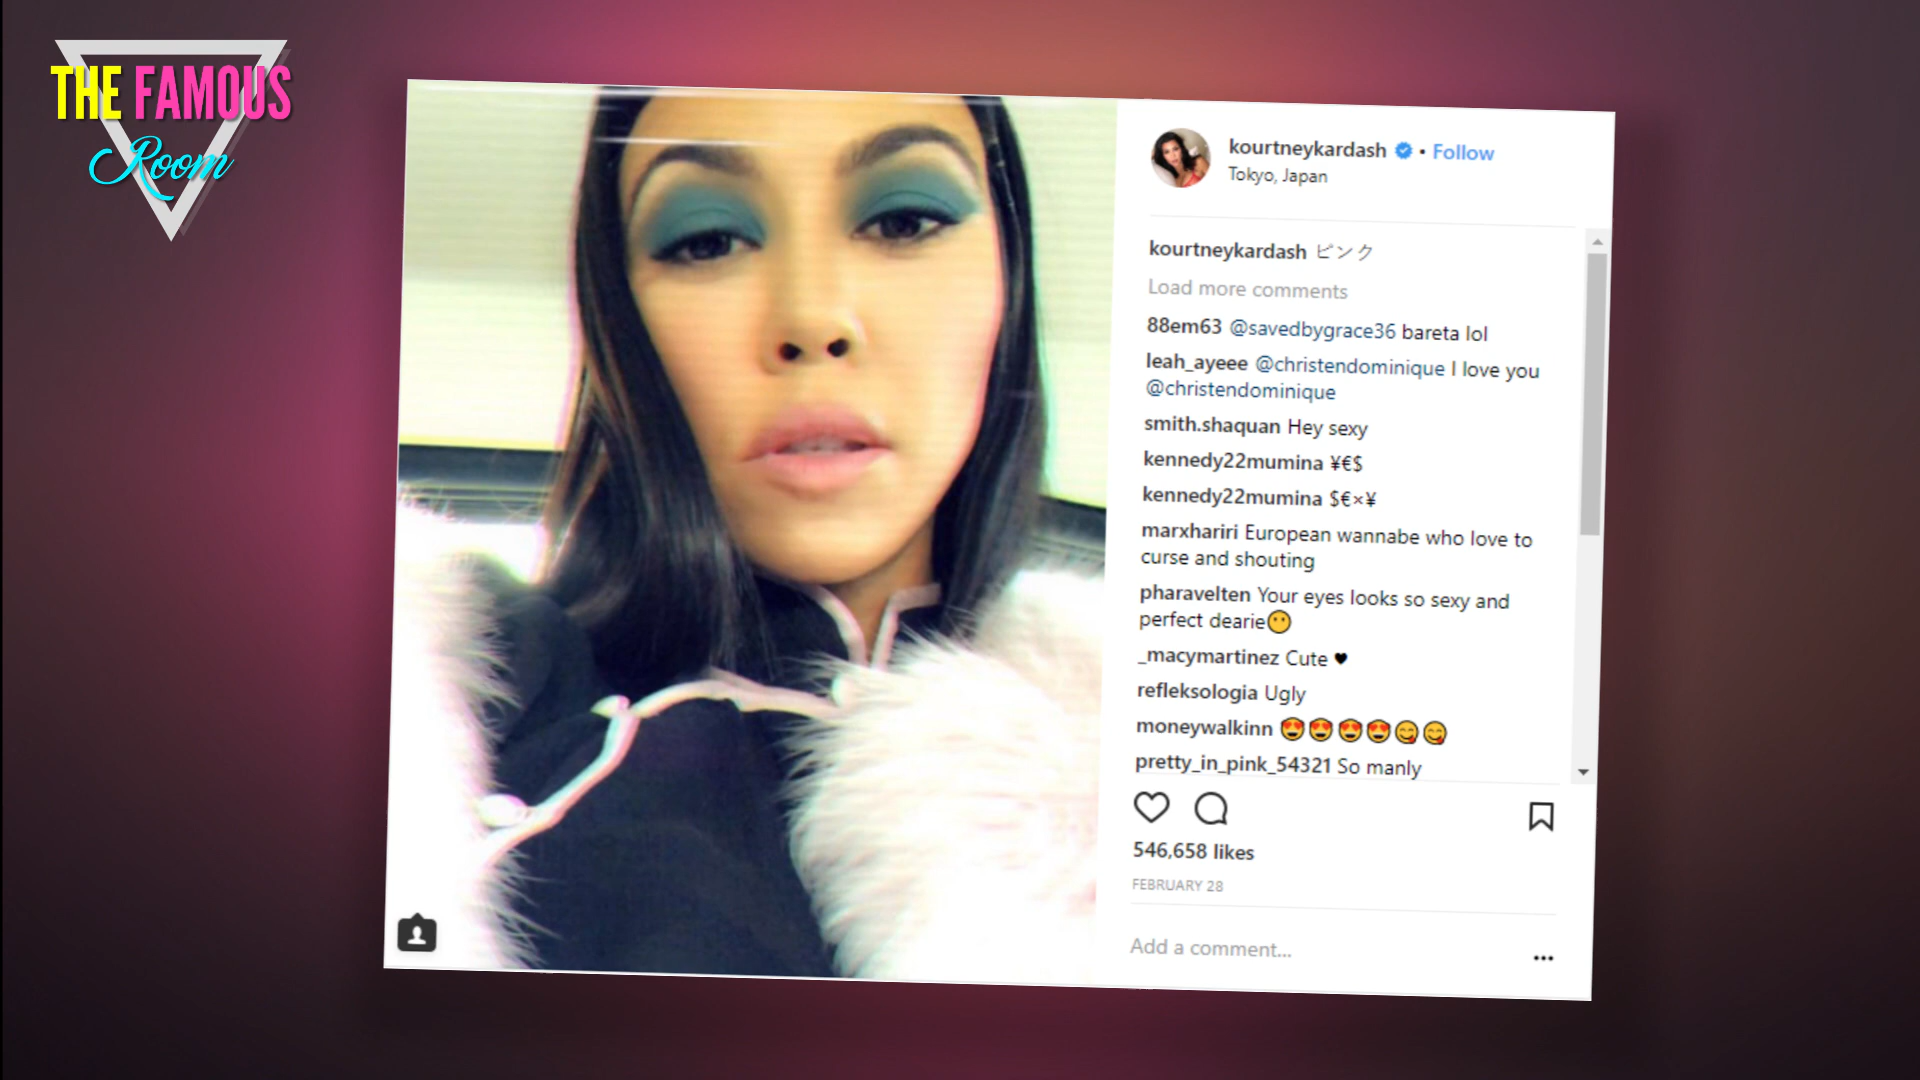 THE FAMOUS
Room
kourtneykardash • Follow
Tokyo, Japan
kourtneykardash ピンク
Load more comments
88em63 @savedbygrace36 bareta lol
leah_ayeee @christendominique I love you
@christendominique
smith.shaquan Hey sexy
kennedy22mumina ¥€$
kennedy22mumina $€×¥
marxhariri European wannabe who love to
curse and shouting
pharavelten Your eyes looks so sexy and
perfect dearie😶
_macymartinez Cute ♥
refleksologia Ugly
moneywalkinn 😍😍😍😍😋😋
pretty_in_pink_54321 So manly
546,658 likes
FEBRUARY 28
Add a comment...